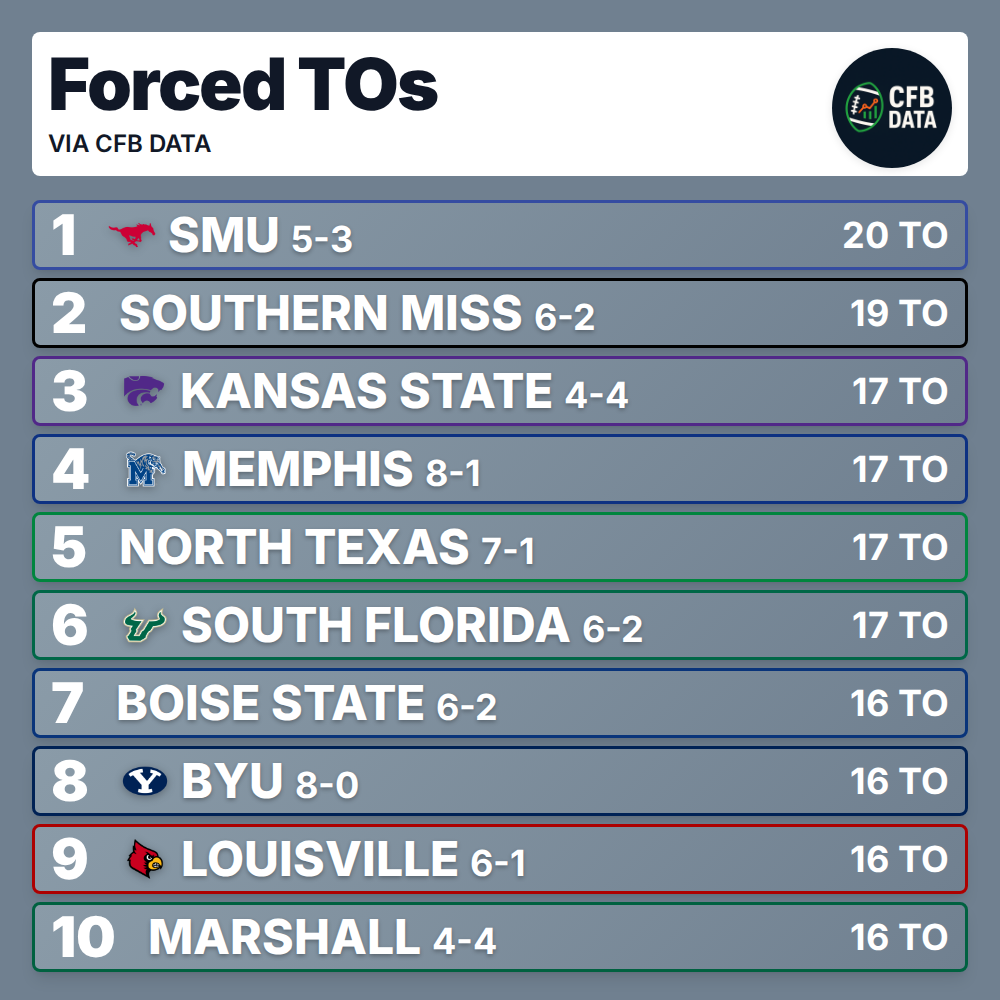 Forced TOs
VIA CFB DATA
CFB
DATA
1 SMU 5-3 20 TO
2 SOUTHERN MISS 6-2 19 TO
3 KANSAS STATE 4-4 17 TO
4 M MEMPHIS 8-1 17 TO
5 NORTH TEXAS 7-1 17 TO
6 SOUTH FLORIDA 6-2 17 TO
7 BOISE STATE 6-2 16 TO
8 Y BYU 8-0 16 TO
9 LOUISVILLE 6-1 16 TO
10 MARSHALL 4-4 16 TO